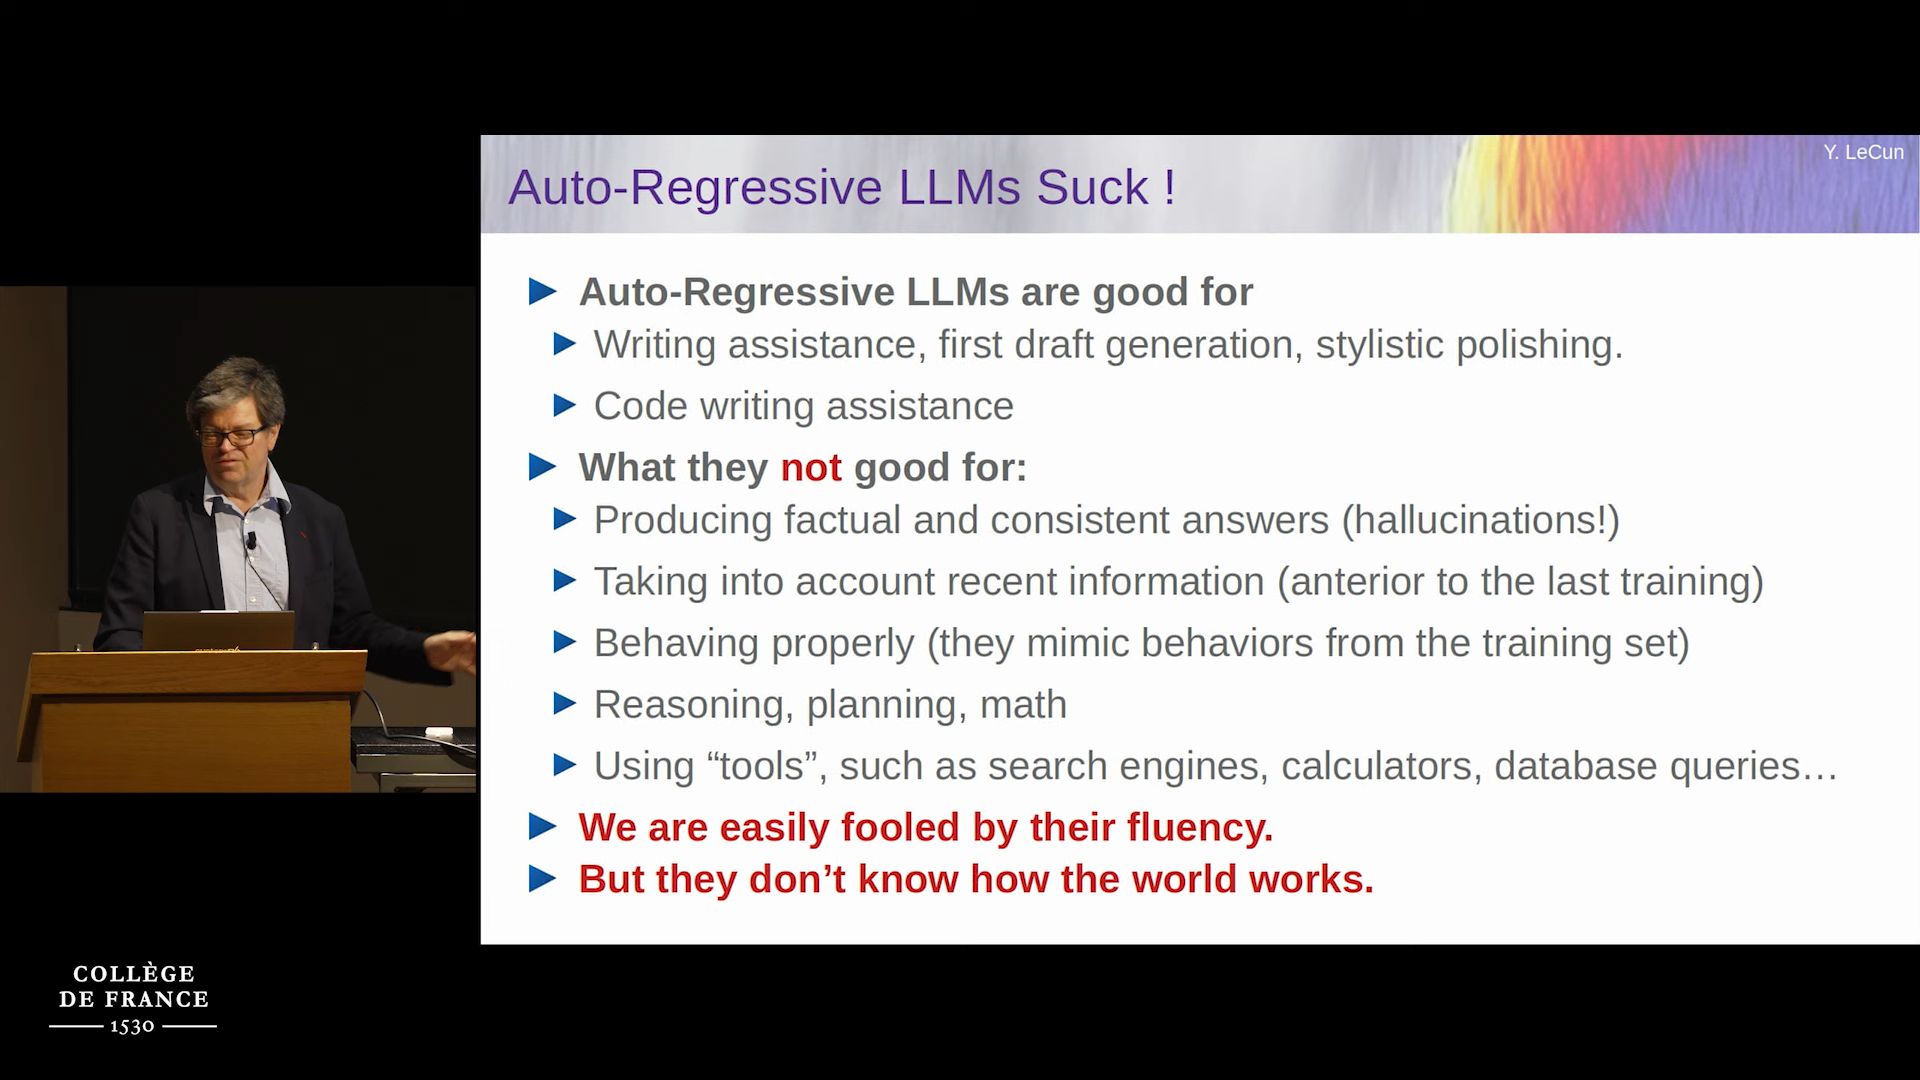 Y. LeCun
Auto-Regressive LLMs Suck !
Auto-Regressive LLMs are good for
Writing assistance, first draft generation, stylistic polishing.
Code writing assistance
What they not good for:
Producing factual and consistent answers (hallucinations!)
Taking into account recent information (anterior to the last training)
Behaving properly (they mimic behaviors from the training set)
Reasoning, planning, math
Using “tools”, such as search engines, calculators, database queries…
We are easily fooled by their fluency.
But they don’t know how the world works.
COLLÈGE
DE FRANCE
1530